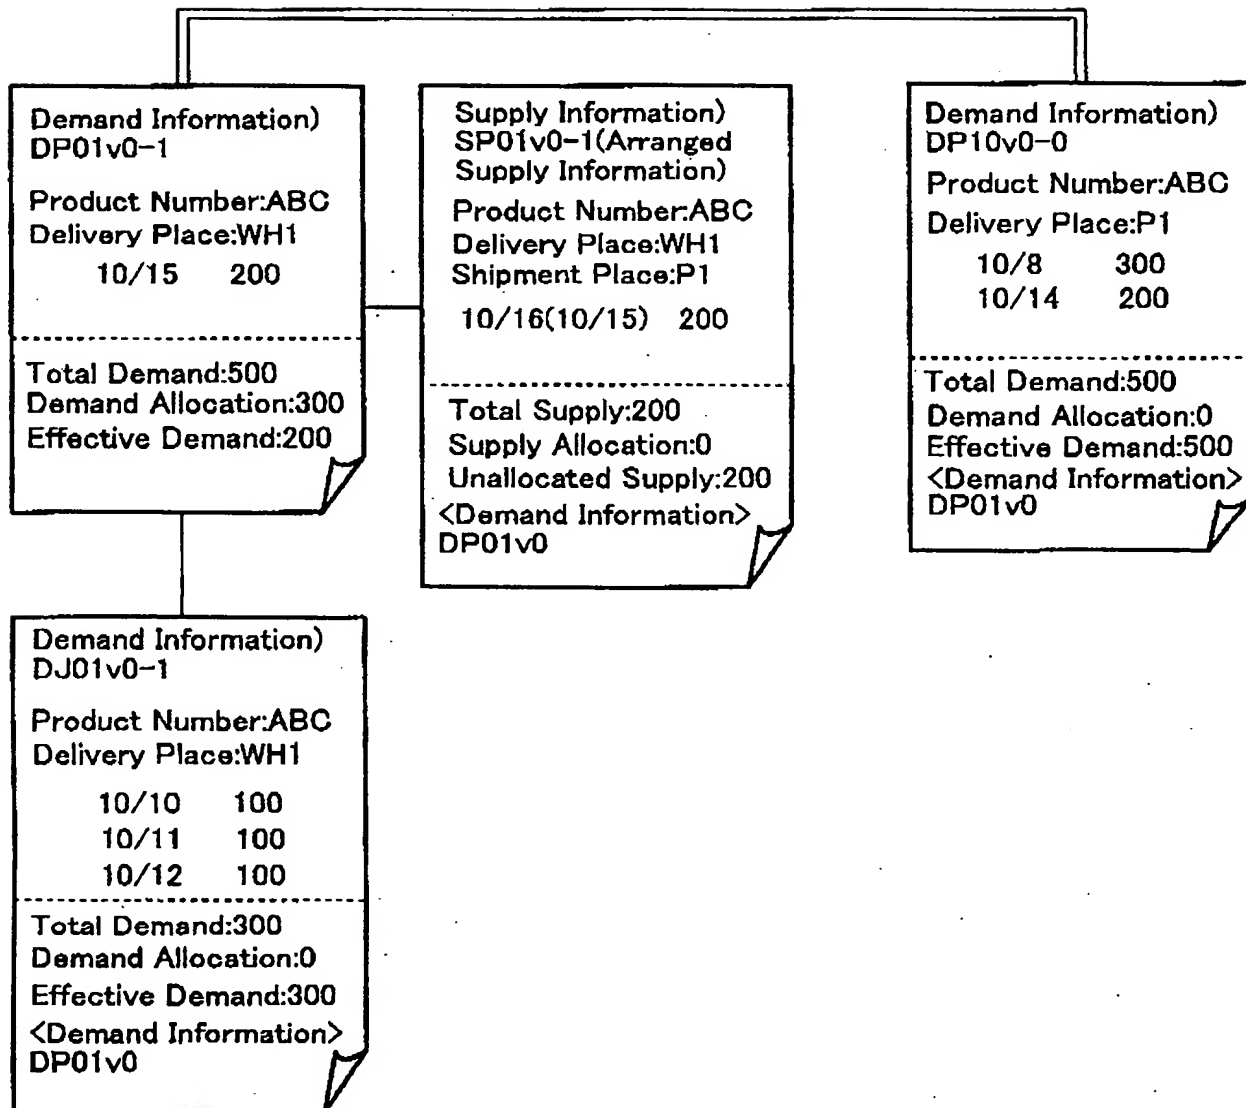 Demand Information)
DP01v0-1
Product Number:ABC
Delivery Place:WH1
10/15 200
Total Demand:500
Demand Allocation:300
Effective Demand:200
Supply Information)
SP01v0-1(Arranged
Supply Information)
Product Number:ABC
Delivery Place:WH1
Shipment Place:P1
10/16(10/15) 200
Total Supply:200
Supply Allocation:0
Unallocated Supply:200
<Demand Information>
DP01v0
Demand Information)
DP10v0-0
Product Number:ABC
Delivery Place:P1
10/8 300
10/14 200
Total Demand:500
Demand Allocation:0
Effective Demand:500
<Demand Information>
DP01v0
Demand Information)
DJ01v0-1
Product Number:ABC
Delivery Place:WH1
10/10 100
10/11 100
10/12 100
Total Demand:300
Demand Allocation:0
Effective Demand:300
<Demand Information>
DP01v0